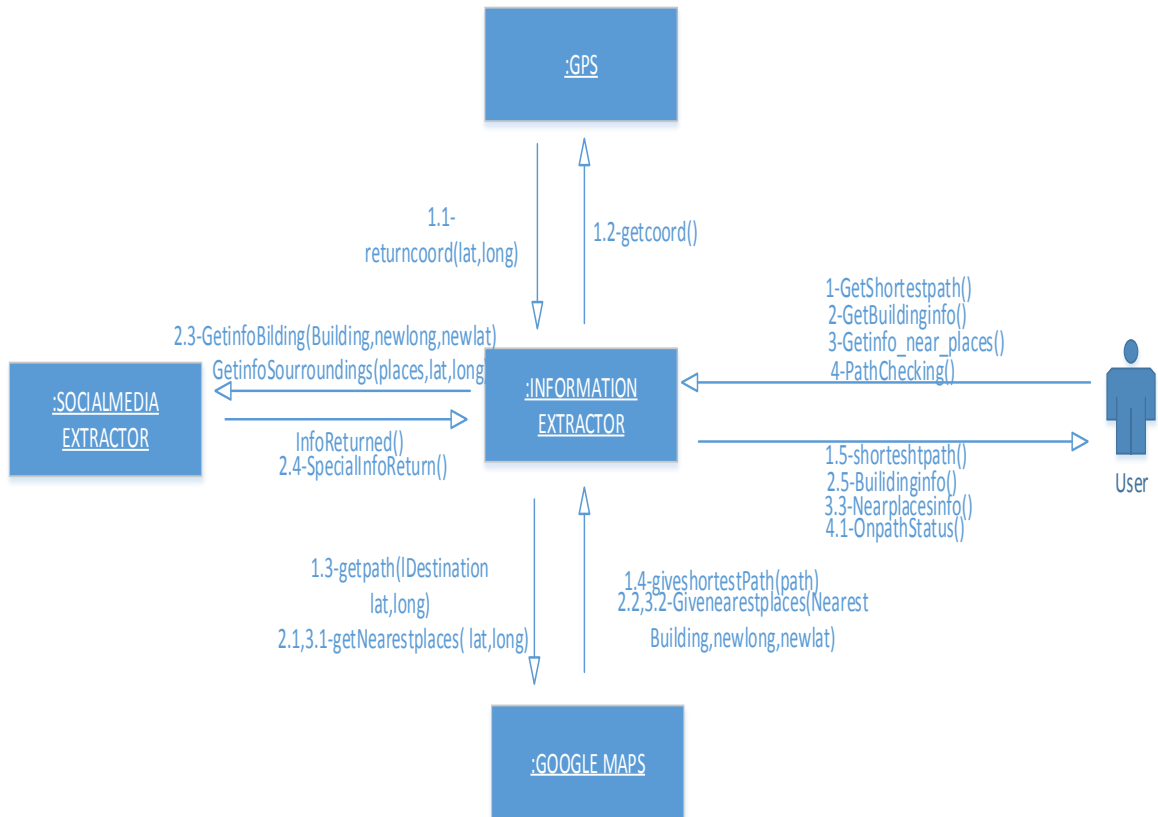 :GPS
1.1-
returncoord(lat,long)
1.2-getcoord()
1-GetShortestpath()
2-GetBuildinginfo()
3-Getinfo_near_places()
4-PathChecking()
2.3-GetinfoBilding(Building,newlong,newlat)
GetinfoSourroundings(places,lat,long)
:SOCIALMEDIA
EXTRACTOR
:INFORMATION
EXTRACTOR
InfoReturned()
2.4-SpecialInfoReturn()
1.5-shorteshtpath()
2.5-Builidinginfo()
3.3-Nearplacesinfo()
4.1-OnpathStatus()
User
1.3-getpath(lDestination
lat,long)
2.1,3.1-getNearestplaces( lat,long)
1.4-giveshortestPath(path)
2.2,3.2-Givenearestplaces(Nearest
Building,newlong,newlat)
:GOOGLE MAPS